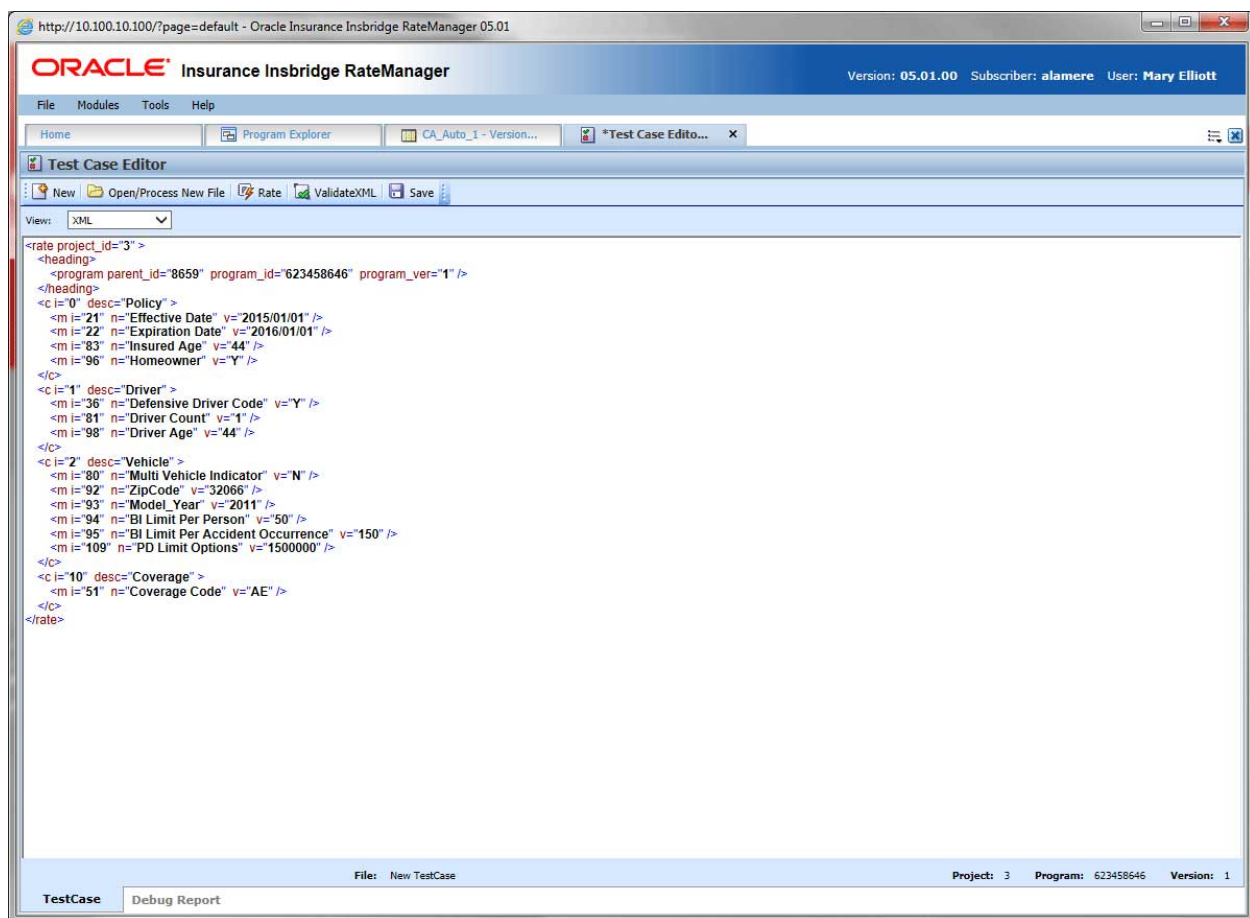 http://10.100.10.100/?page=default - Oracle Insurance Insbridge RateManager 05.01
ORACLE Insurance Insbridge RateManager
Version: 05.01.00 Subscriber: alamere User: Mary Elliott
File Modules Tools Help
Home Program Explorer CA_Auto_1 - Version... *Test Case Edito... x
Test Case Editor
New Open/Process New File Rate ValidateXML Save
View: XML
<rate project_id="3" >
<heading>
<program parent_id="8659" program_id="623458646" program_ver="1" />
</heading>
<c i="0" desc="Policy" >
<m i="21" n="Effective Date" v="2015/01/01" />
<m i="22" n="Expiration Date" v="2016/01/01" />
<m i="83" n="Insured Age" v="44" />
<m i="96" n="Homeowner" v="Y" />
</c>
<c i="1" desc="Driver" >
<m i="36" n="Defensive Driver Code" v="Y" />
<m i="81" n="Driver Count" v="1" />
<m i="98" n="Driver Age" v="44" />
</c>
<c i="2" desc="Vehicle" >
<m i="80" n="Multi Vehicle Indicator" v="N" />
<m i="92" n="ZipCode" v="32066" />
<m i="93" n="Model_Year" v="2011" />
<m i="94" n="BI Limit Per Person" v="50" />
<m i="95" n="BI Limit Per Accident Occurrence" v="150" />
<m i="109" n="PD Limit Options" v="1500000" />
</c>
<c i="10" desc="Coverage" >
<m i="51" n="Coverage Code" v="AE" />
</c>
</rate>
File: New TestCase Project: 3 Program: 623458646 Version: 1
TestCase Debug Report